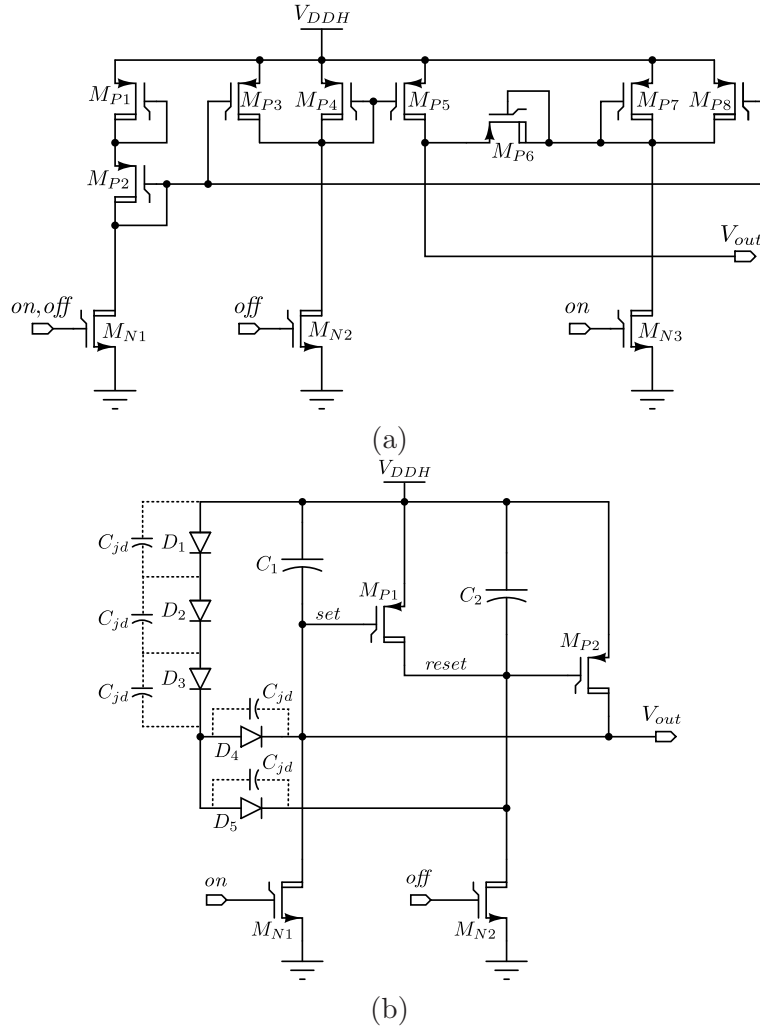 V_DDH
M_P1
M_P3
M_P4
M_P5
M_P7
M_P8
M_P6
M_P2
V_out
on,off
off
on
M_N1
M_N2
M_N3
(a)
V_DDH
C_jd
D_1
C_1
M_P1
C_2
C_jd
D_2
set
M_P2
C_jd
D_3
reset
C_jd
V_out
D_4
C_jd
D_5
on
off
M_N1
M_N2
(b)